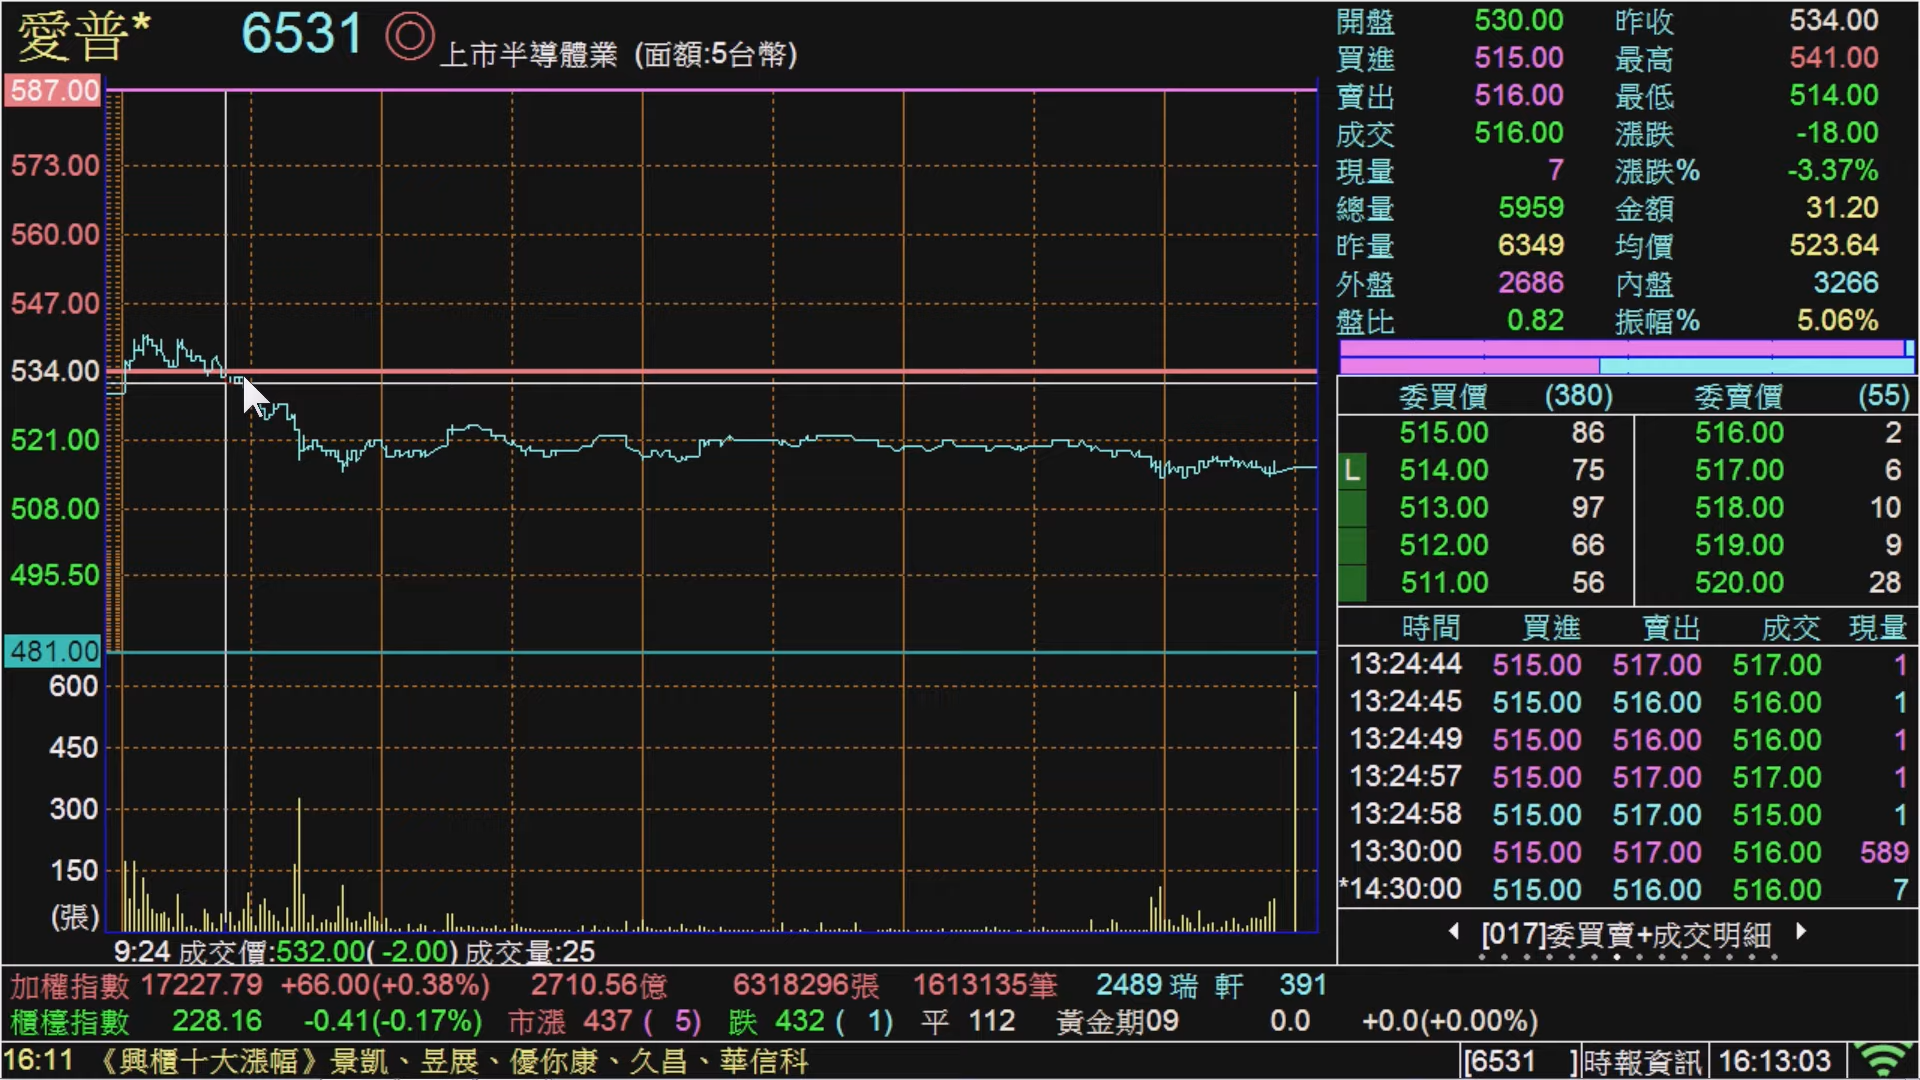 愛普* 6531 ◎ 上市半導體業 (面額:5台幣)
587.00
573.00
560.00
547.00
534.00
521.00
508.00
495.50
481.00
600
450
300
150
(張)
9:24 成交價:532.00( -2.00) 成交量:25
開盤 530.00 昨收 534.00
買進 515.00 最高 541.00
賣出 516.00 最低 514.00
成交 516.00 漲跌 -18.00
現量 7 漲跌% -3.37%
總量 5959 金額 31.20
昨量 6349 均價 523.64
外盤 2686 內盤 3266
盤比 0.82 振幅% 5.06%
委買價 (380) 委賣價 (55)
515.00 86 516.00 2
L 514.00 75 517.00 6
513.00 97 518.00 10
512.00 66 519.00 9
511.00 56 520.00 28
時間 買進 賣出 成交 現量
13:24:44 515.00 517.00 517.00 1
13:24:45 515.00 516.00 516.00 1
13:24:49 515.00 516.00 516.00 1
13:24:57 515.00 517.00 517.00 1
13:24:58 515.00 517.00 515.00 1
13:30:00 515.00 517.00 516.00 589
*14:30:00 515.00 516.00 516.00 7
[017]委買賣+成交明細
加權指數 17227.79 +66.00(+0.38%) 2710.56億 6318296張 1613135筆 2489 瑞 軒 391
櫃檯指數 228.16 -0.41(-0.17%) 市漲 437 ( 5) 跌 432 ( 1) 平 112 黃金期09 0.0 +0.0(+0.00%)
16:11 《興櫃十大漲幅》景凱、昱展、優你康、久昌、華信科 [6531 ]時報資訊 16:13:03